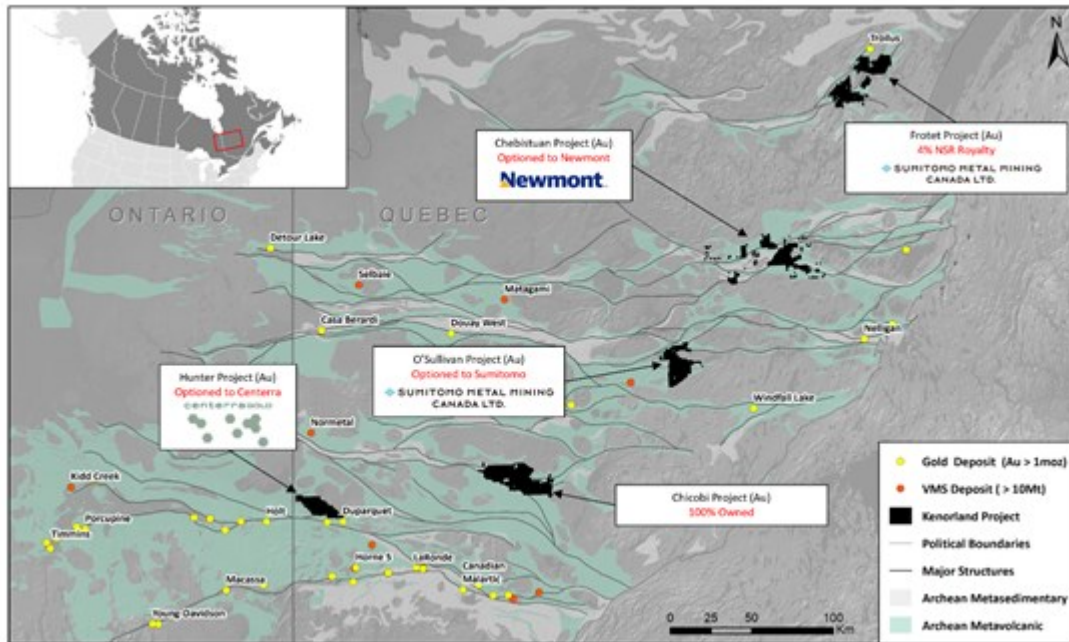 N
Troilus
Chebistuan Project (Au)
Optioned to Newmont
Newmont
Frotet Project (Au)
4% NSR Royalty
SUMITOMO METAL MINING
CANADA LTD.
ONTARIO
QUEBEC
Detour Lake
Selbaie
Matagami
Casa Berardi
Douay West
Nelligan
O'Sullivan Project (Au)
Optioned to Sumitomo
SUMITOMO METAL MINING
CANADA LTD.
Hunter Project (Au)
Optioned to Centerra
centerraGOLD
Windfall Lake
Normetal
Kidd Creek
Chicobi Project (Au)
100% Owned
Porcupine
Holt
Duparquet
Timmins
Horne 5
LaRonde
Canadian
Malartic
Macassa
Young Davidson
Gold Deposit (Au > 1moz)
VMS Deposit ( > 10Mt)
Kenorland Project
Political Boundaries
Major Structures
Archean Metasedimentary
Archean Metavolcanic
0 20 40 60 80 100
Km